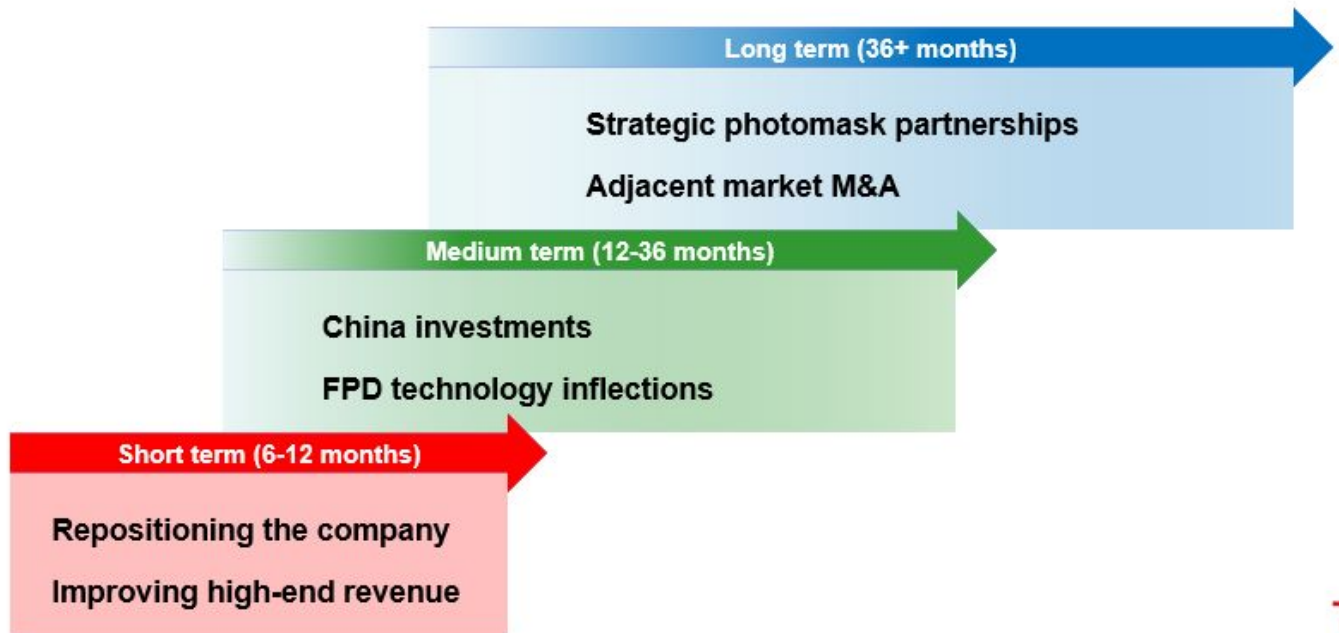 Long term (36+ months)
Strategic photomask partnerships
Adjacent market M&A
Medium term (12-36 months)
China investments
FPD technology inflections
Short term (6-12 months)
Repositioning the company
Improving high-end revenue